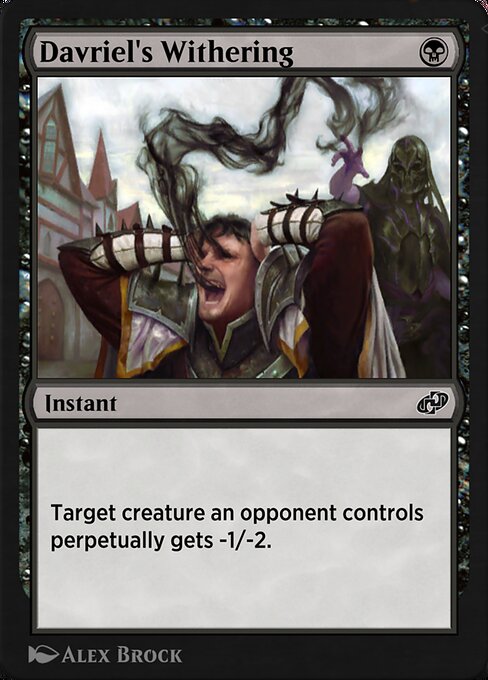 Davriel's Withering
Instant
Target creature an opponent controls
perpetually gets -1/-2.
ALEX BROCK